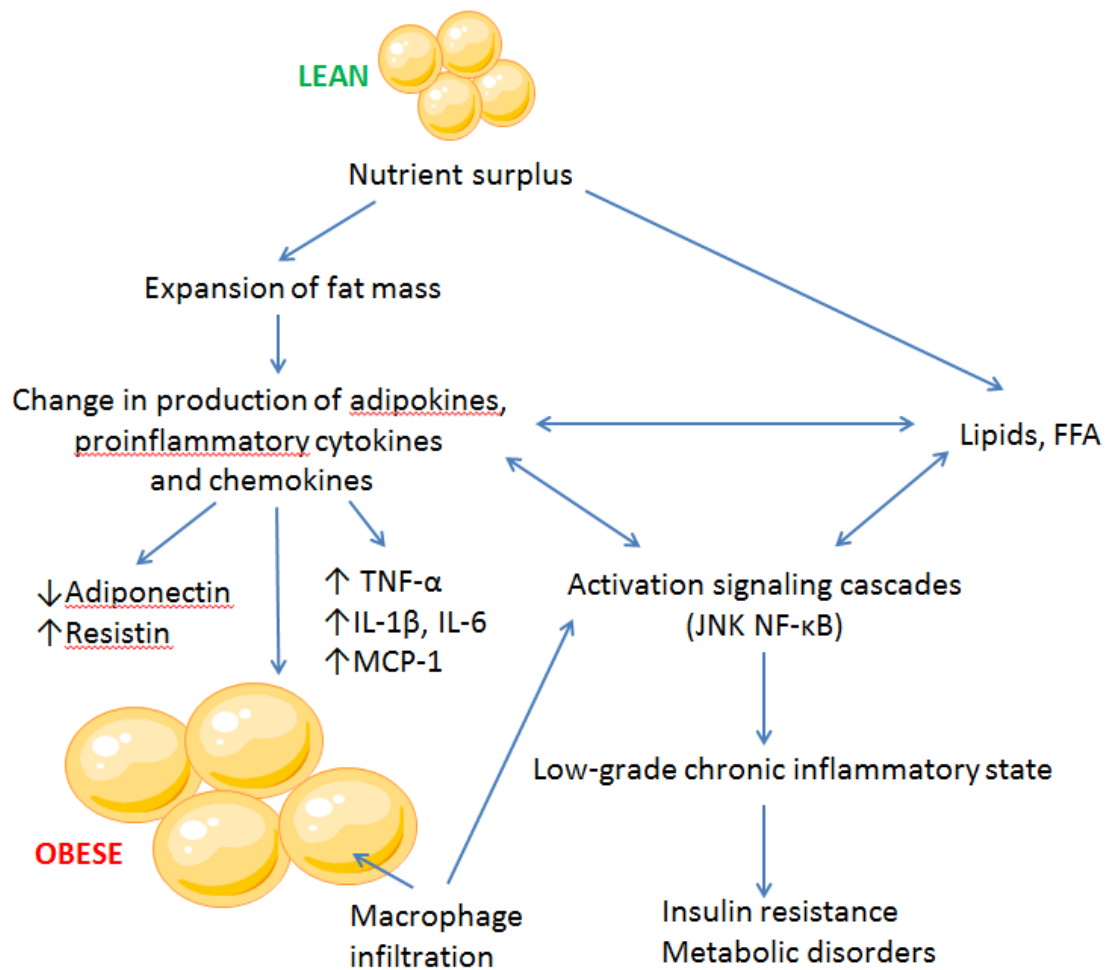 LEAN
Nutrient surplus
Expansion of fat mass
Change in production of adipokines,
proinflammatory cytokines
and chemokines
Lipids, FFA
↓Adiponectin
↑Resistin
↑ TNF-α
↑IL-1β, IL-6
↑MCP-1
Activation signaling cascades
(JNK NF-κB)
Low-grade chronic inflammatory state
OBESE
Macrophage
infiltration
Insulin resistance
Metabolic disorders